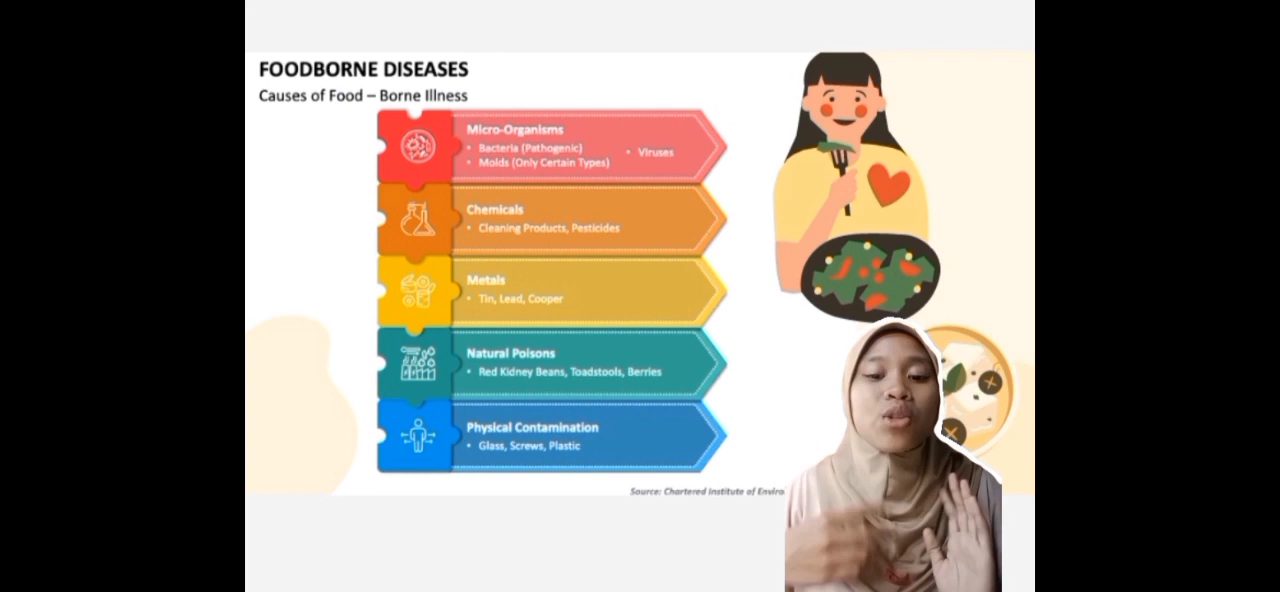 FOODBORNE DISEASES
Causes of Food – Borne Illness
Micro-Organisms
• Bacteria (Pathogenic)
• Molds (Only Certain Types)
• Viruses
Chemicals
• Cleaning Products, Pesticides
Metals
• Tin, Lead, Cooper
Natural Poisons
• Red Kidney Beans, Toadstools, Berries
Physical Contamination
• Glass, Screws, Plastic
Source: Chartered Institute of